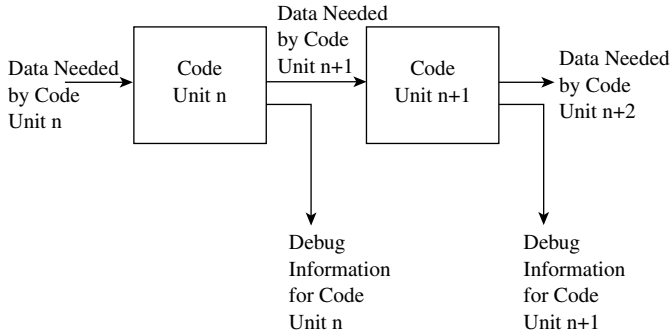 Data Needed
by Code
Unit n
Code
Unit n
Data Needed
by Code
Unit n+1
Code
Unit n+1
Data Needed
by Code
Unit n+2
Debug
Information
for Code
Unit n
Debug
Information
for Code
Unit n+1